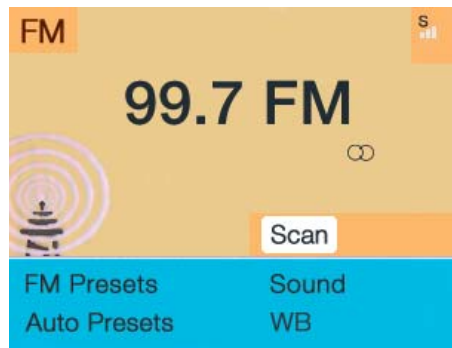 FM
S
99.7 FM
Scan
FM Presets Sound
Auto Presets WB